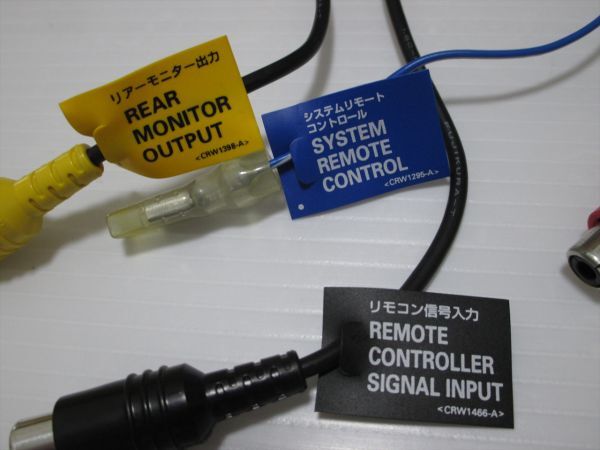 リアーモニター出力
REAR
MONITOR
OUTPUT
<CRW1398-A>
システムリモート
コントロール
SYSTEM
REMOTE
CONTROL
<CRW1295-A>
リモコン信号入力
REMOTE
CONTROLLER
SIGNAL INPUT
<CRW1466-A>